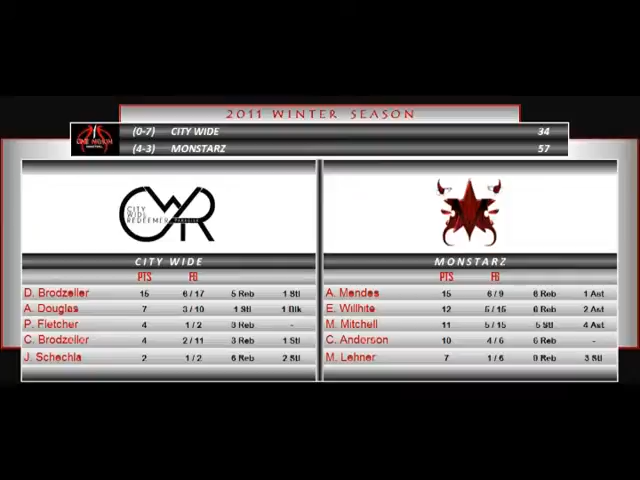 2011 WINTER SEASON
(0-7) CITY WIDE 34
(4-3) MONSTARZ 57
CITY
WIDE
REDEEMER
CITY WIDE
PTS FB
D. Brodzeller 15 6/17 5 Reb 1 Stl
A. Douglas 7 3/10 1 Stl 1 Blk
P. Fletcher 4 1/2 3 Reb -
C. Brodzeller 4 2/11 3 Reb 1 Stl
J. Schechla 2 1/2 6 Reb 2 Stl
MONSTARZ
PTS FB
A. Mendes 15 6/9 6 Reb 1 Ast
E. Willhite 12 5/15 6 Reb 2 Ast
M. Mitchell 11 5/15 5 Stl 4 Ast
C. Anderson 10 4/6 6 Reb -
M. Lehner 7 1/6 Reb 3 Stl